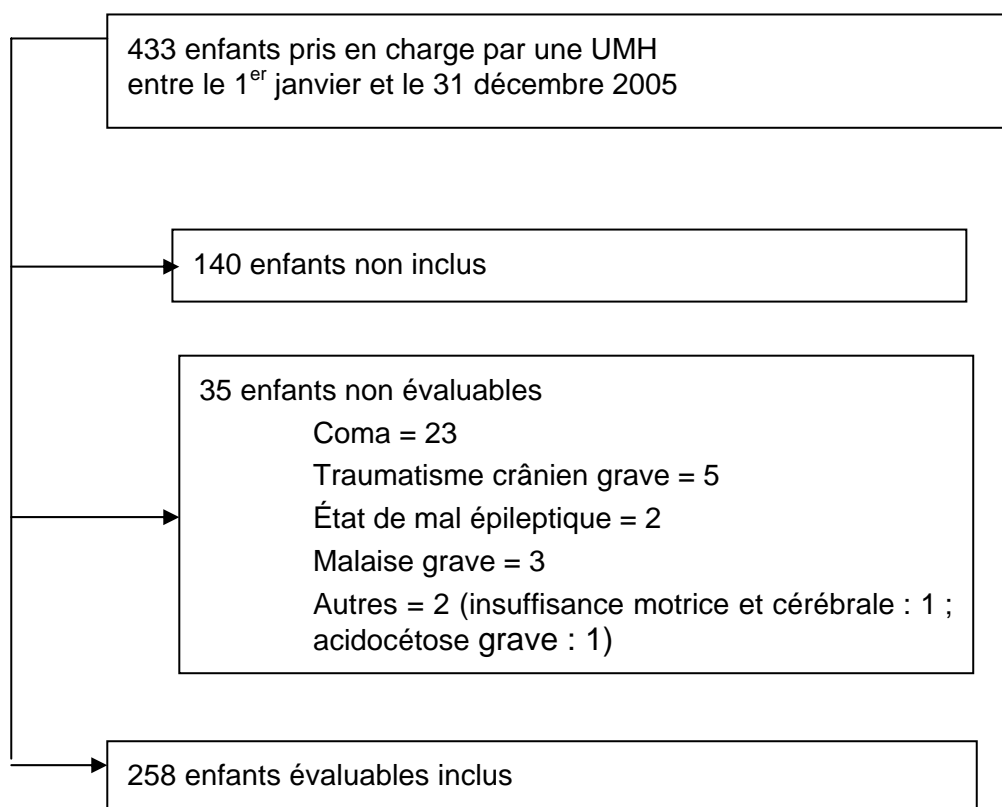 433 enfants pris en charge par une UMH
entre le 1er janvier et le 31 décembre 2005
140 enfants non inclus
35 enfants non évaluables
Coma = 23
Traumatisme crânien grave = 5
État de mal épileptique = 2
Malaise grave = 3
Autres = 2 (insuffisance motrice et cérébrale : 1 ;
acidocétose grave : 1)
258 enfants évaluables inclus